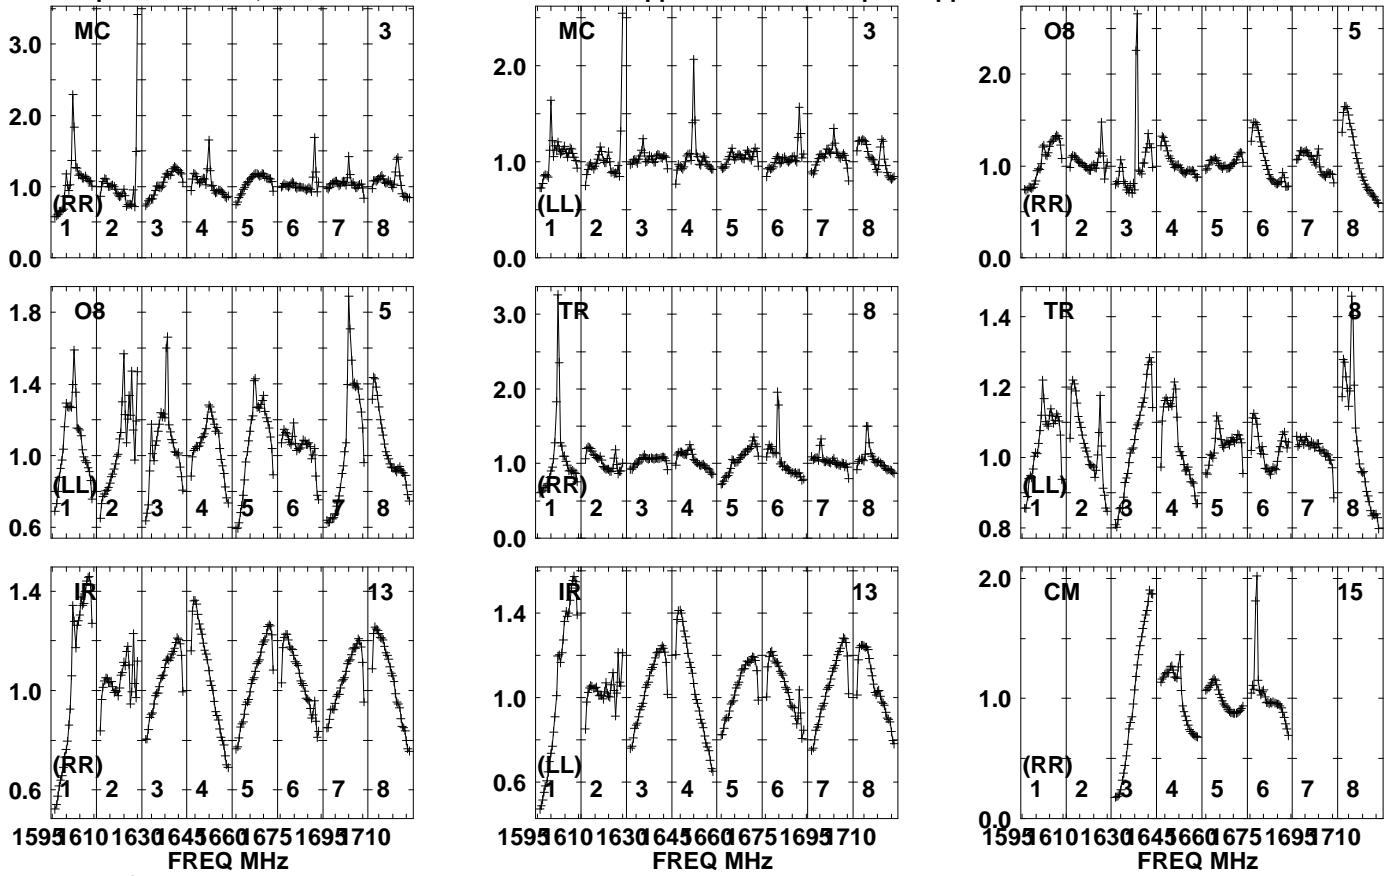 MC 3 MC 3 O8 5
3.0 2.0 1.0 0.0 2.0 1.0 0.0 2.0 1.0 0.0
(RR) (LL) (RR)
1 2 3 4 5 6 7 8 1 2 3 4 5 6 7 8 1 2 3 4 5 6 7 8
O8 5 TR 8 TR 8
1.8 1.4 1.0 0.6 3.0 2.0 1.0 0.0 1.4 1.2 1.0 0.8
(LL) (RR) (LL)
1 2 3 4 5 6 7 8 1 2 3 4 5 6 7 8 1 2 3 4 5 6 7 8
IR 13 IR 13 CM 15
1.4 1.0 0.6 1.4 1.0 0.6 2.0 1.0 0.0
(RR) (LL) (RR)
1 2 3 4 5 6 7 8 1 2 3 4 5 6 7 8 1 2 3 4 5 6 7 8
1595 1610 1630 1645 1660 1675 1695 1710 1595 1610 1630 1645 1660 1675 1695 1710 1595 1610 1630 1645 1660 1675 1695 1710
FREQ MHz FREQ MHz